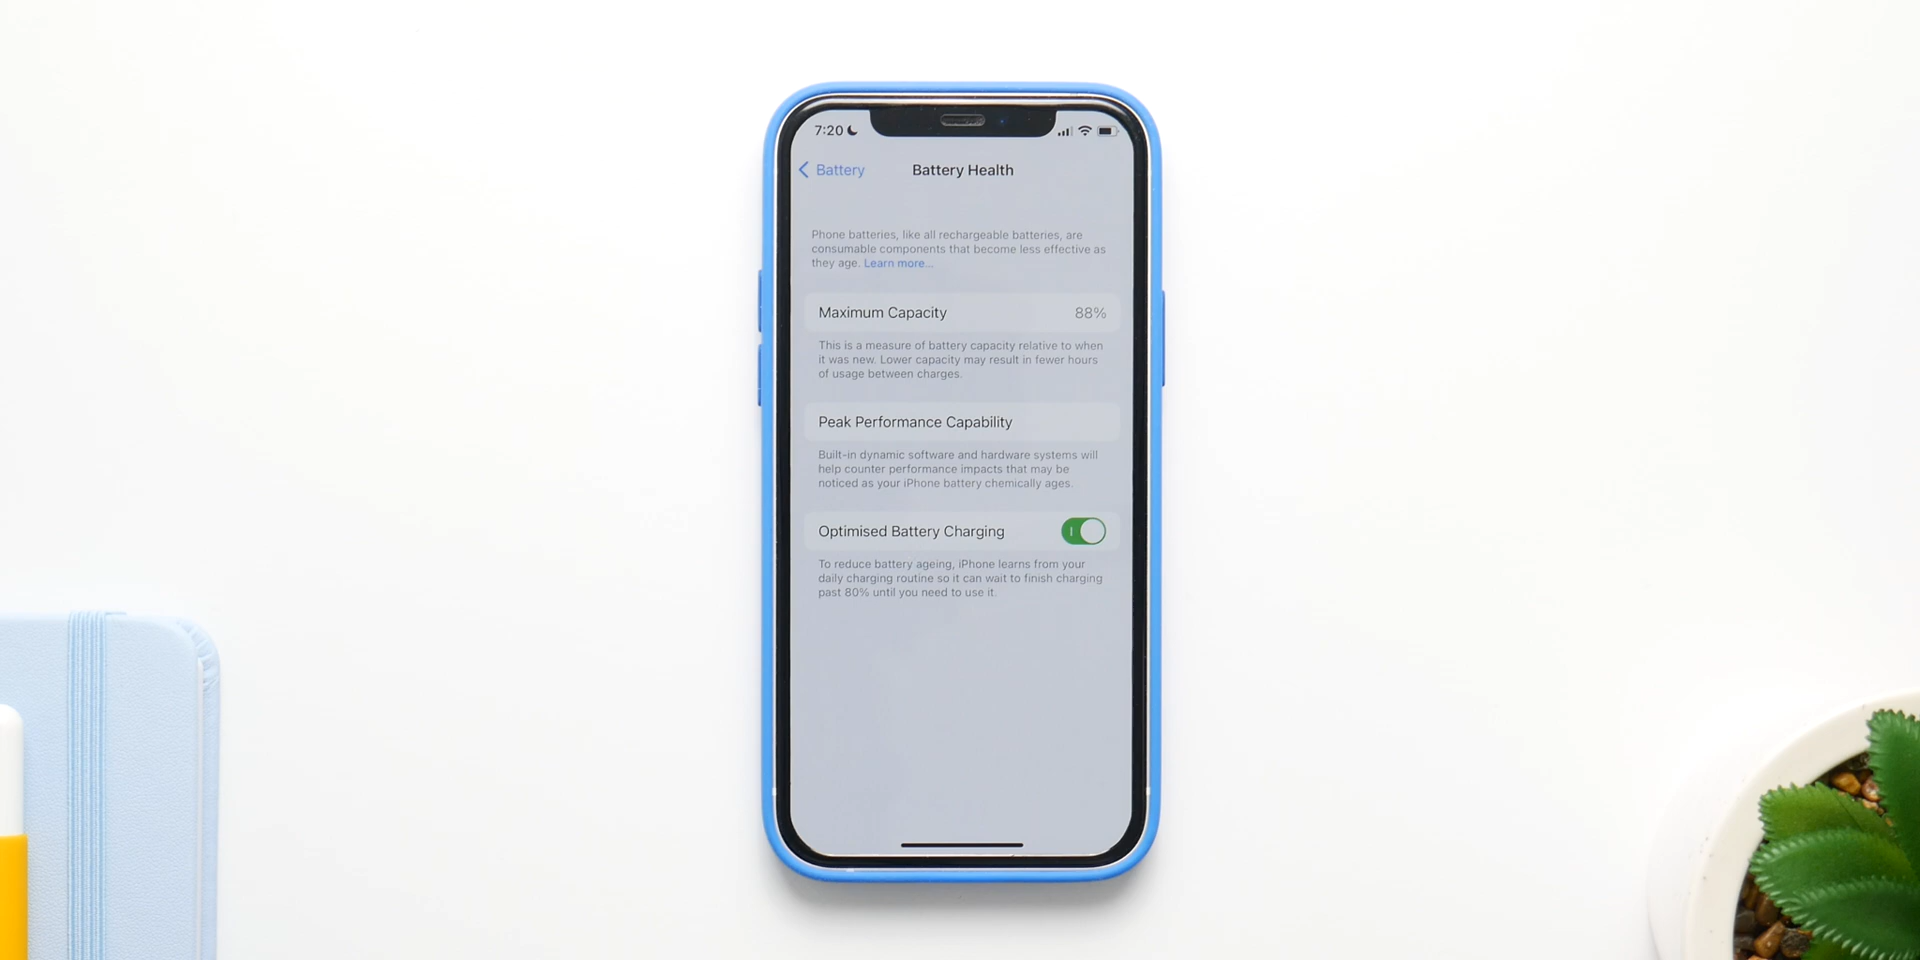 7:20
Battery
Battery Health
Phone batteries, like all rechargeable batteries, are
consumable components that become less effective as
they age. Learn more...
Maximum Capacity 88%
This is a measure of battery capacity relative to when
it was new. Lower capacity may result in fewer hours
of usage between charges.
Peak Performance Capability
Built-in dynamic software and hardware systems will
help counter performance impacts that may be
noticed as your iPhone battery chemically ages.
Optimised Battery Charging
To reduce battery ageing, iPhone learns from your
daily charging routine so it can wait to finish charging
past 80% until you need to use it.